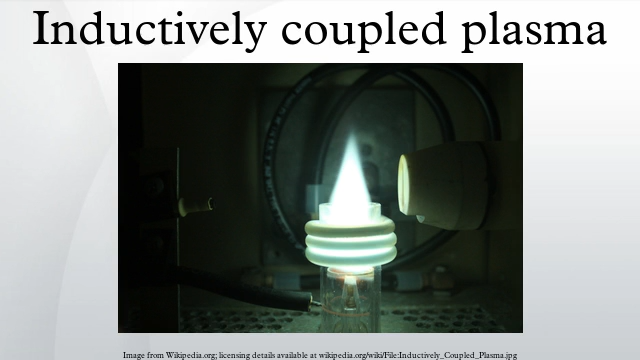 Inductively coupled plasma
Image from Wikipedia.org; licensing details available at wikipedia.org/wiki/File:Inductively_Coupled_Plasma.jpg